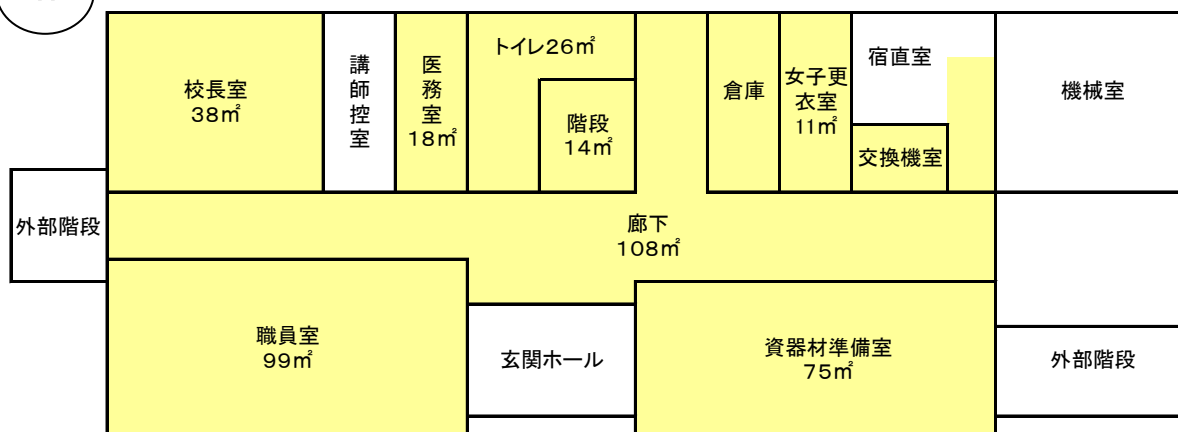 校長室
38㎡
講師控室
医務室
18㎡
トイレ26㎡
階段
14㎡
倉庫
女子更
衣室
11㎡
宿直室
交換機室
機械室
外部階段
廊下
108㎡
職員室
99㎡
玄関ホール
資器材準備室
75㎡
外部階段